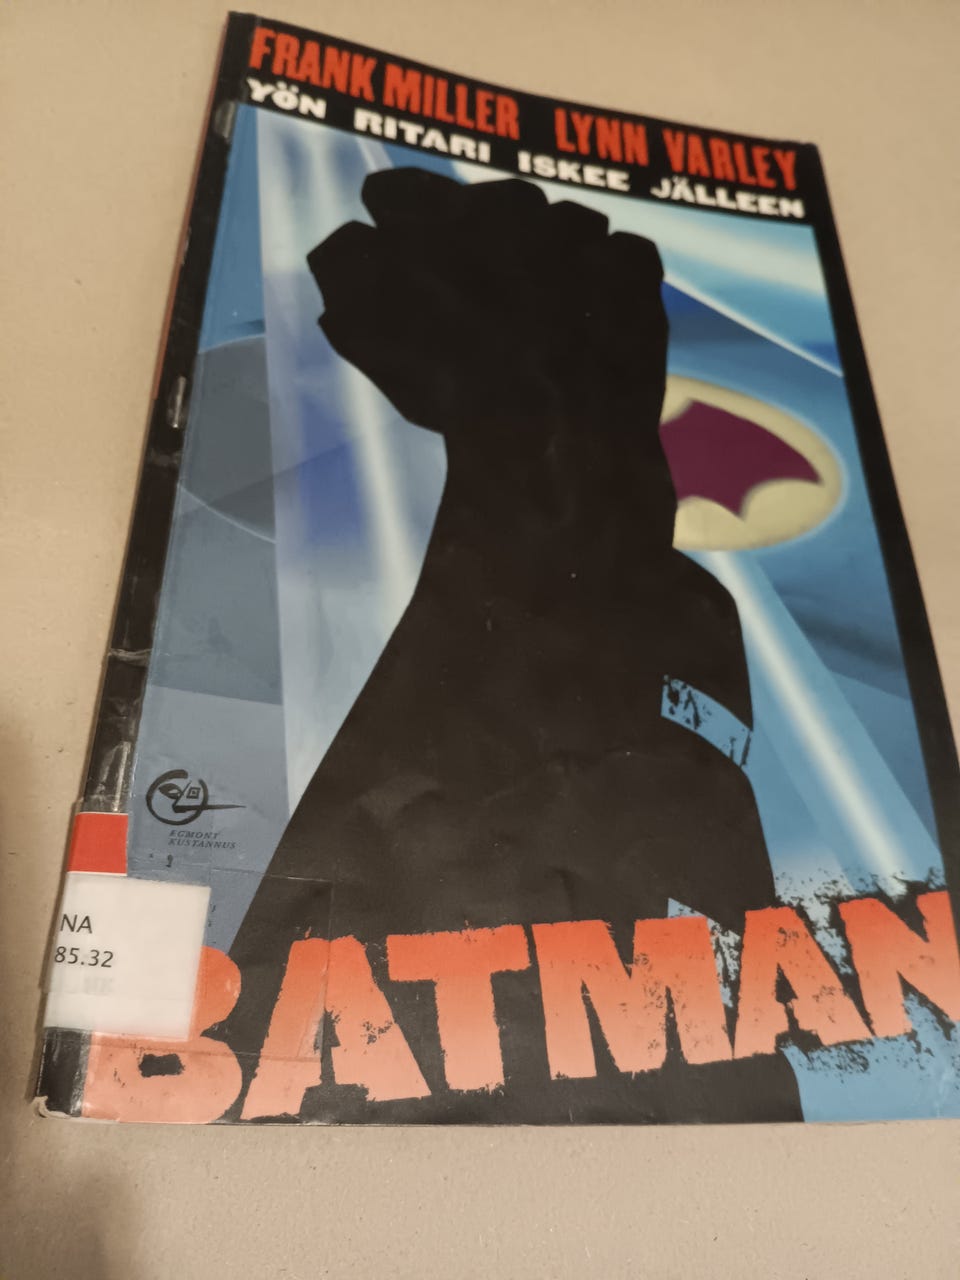 FRANK MILLER LYNN VARLEY
YÖN RITARI ISKEE JÄLLEEN
EGMONT
KUSTANNUS
NA
85.32
BATMAN